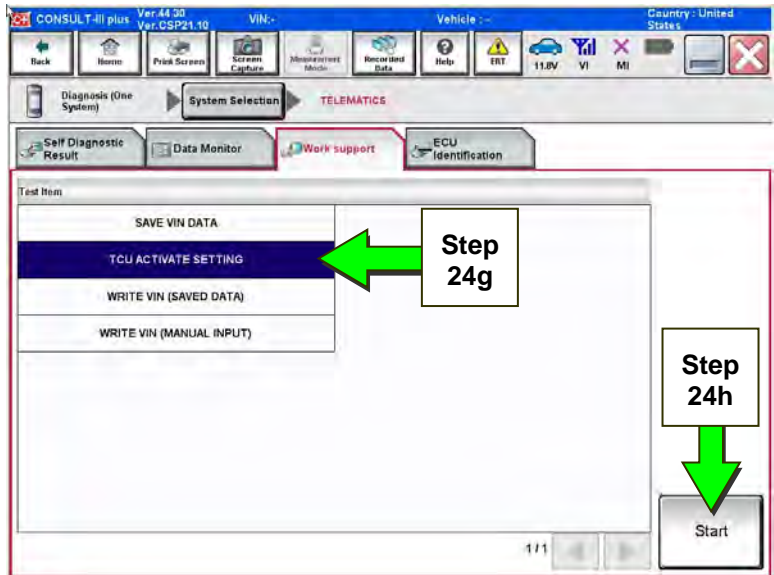 CONSULT-III plus Ver.44.30 VIN:- Vehicle : - Country : United
Ver.CSP21.10 States
Back Home Print Screen Screen Capture Measurement Mode Recorded Data Help ERT 11.8V VI MI
Diagnosis (One System) System Selection TELEMATICS
Self Diagnostic Result Data Monitor Work support ECU Identification
Test Item
SAVE VIN DATA
TCU ACTIVATE SETTING
WRITE VIN (SAVED DATA)
WRITE VIN (MANUAL INPUT)
Step
24g
Step
24h
Start
1/1